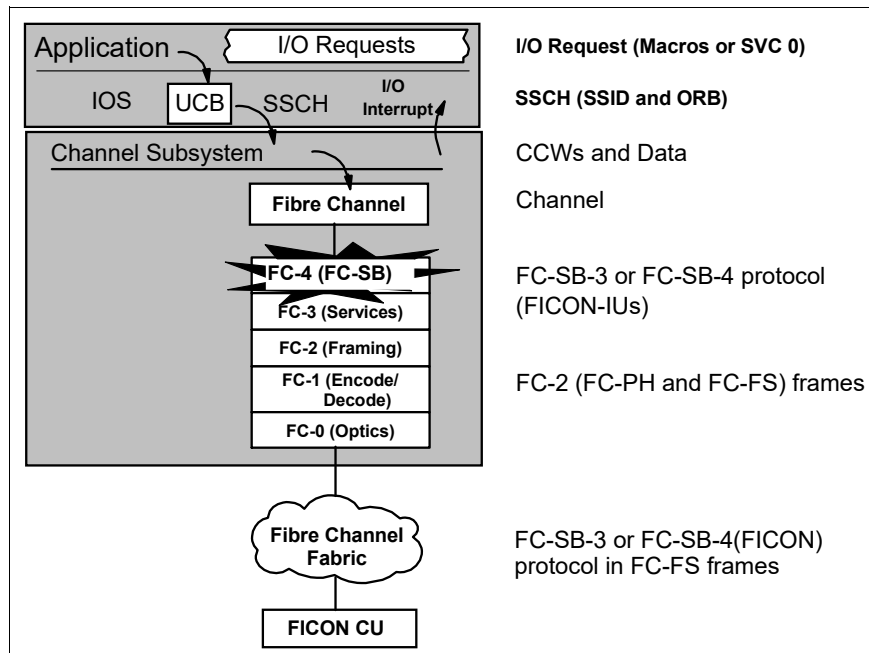 Application
I/O Requests
I/O Request (Macros or SVC 0)
IOS
UCB
SSCH
I/O
Interrupt
SSCH (SSID and ORB)
Channel Subsystem
CCWs and Data
Fibre Channel
Channel
FC-4 (FC-SB)
FC-SB-3 or FC-SB-4 protocol
(FICON-IUs)
FC-3 (Services)
FC-2 (Framing)
FC-1 (Encode/
Decode)
FC-2 (FC-PH and FC-FS) frames
FC-0 (Optics)
Fibre Channel
Fabric
FC-SB-3 or FC-SB-4(FICON)
protocol in FC-FS frames
FICON CU